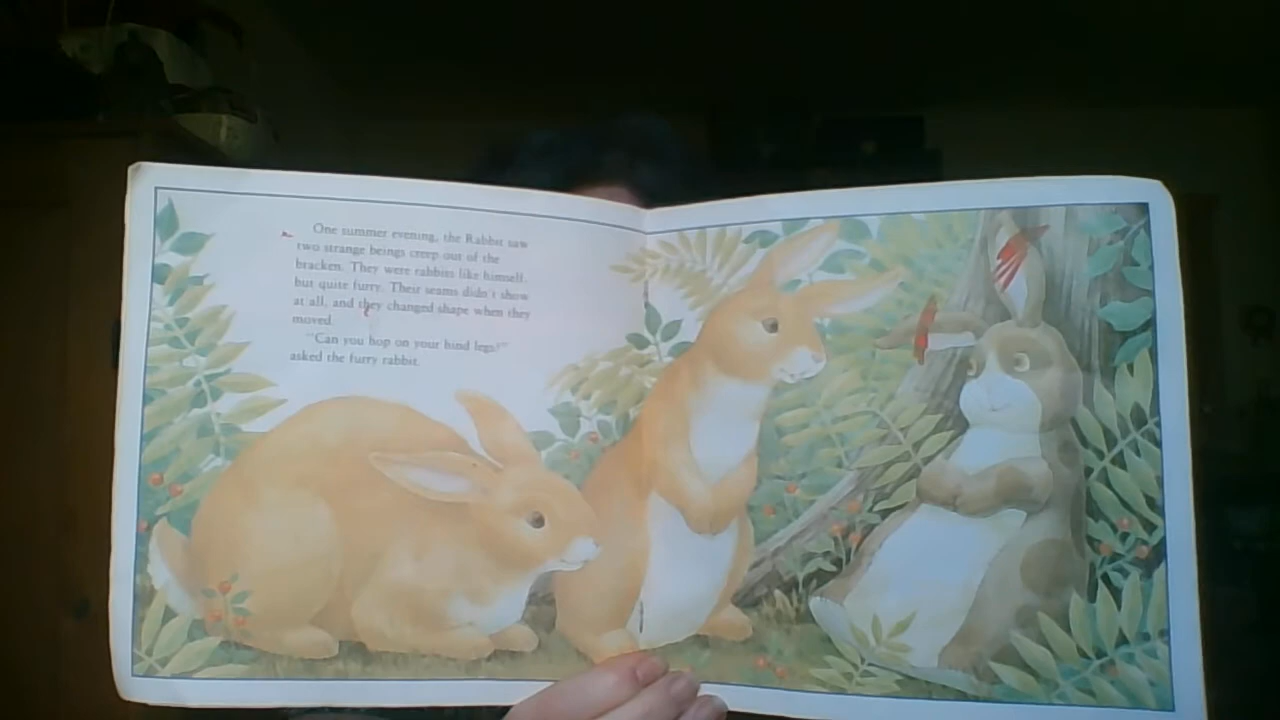 One summer evening, the Rabbit saw
two strange beings creep out of the
bracken. They were rabbits like himself,
but quite furry. Their seams didn't show
at all, and they changed shape when they
moved.
"Can you hop on your hind legs?"
asked the furry rabbit.